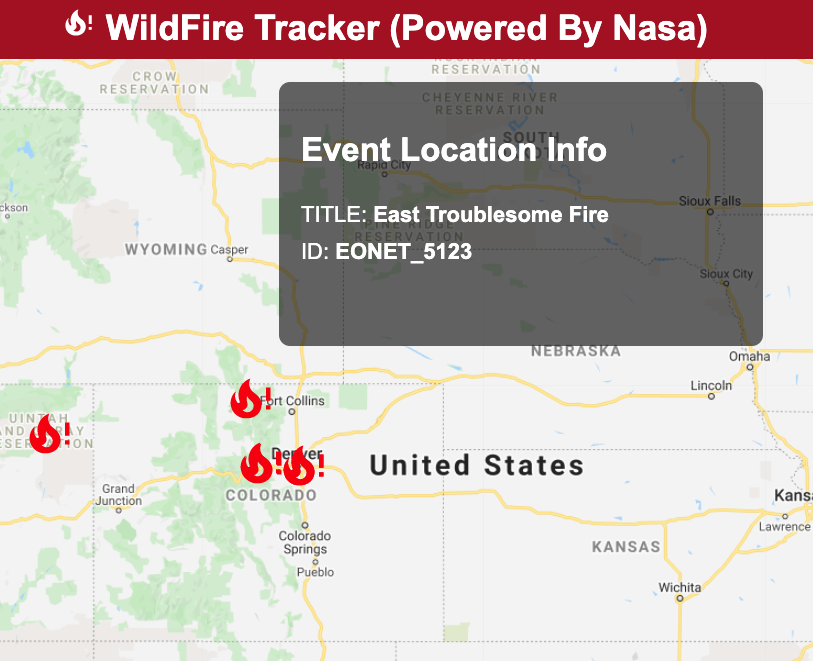 WildFire Tracker (Powered By Nasa)
CROW
RESERVATION
RESERVATION
CHEYENNE RIVER
RESERVATION
SOUTH
Event Location Info
Rapid City
ckson
Sioux Falls
TITLE: East Troublesome Fire
PINE RIDGE
RESERVATION
WYOMING
Casper
ID: EONET_5123
Sioux City
NEBRASKA
Omaha
Lincoln
Fort Collins
UINTAH
AND OURAY
RESERVATION
Denver
United States
Grand
Junction
COLORADO
Kansa
Lawrence
Colorado
Springs
KANSAS
Pueblo
Wichita